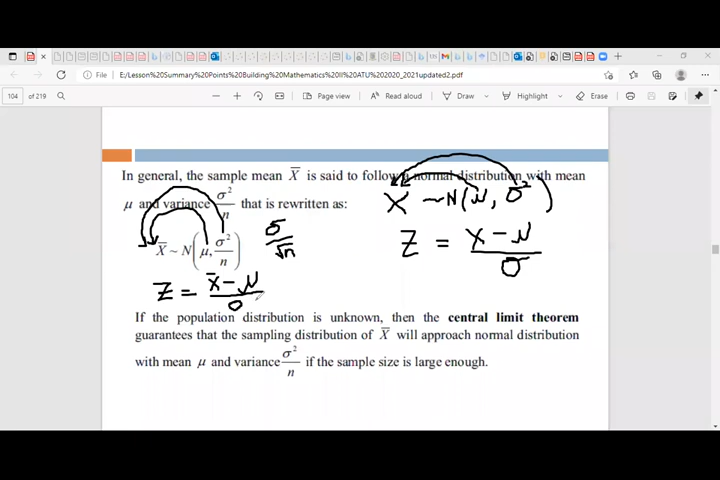 File | E:/Lesson%20Summary%20Points%20Building%20Mathematics%20II%20ATU%202020_2021updated2.pdf
104 of 219 Page view Read aloud Draw Highlight Erase
In general, the sample mean X̄ is said to follow a normal distribution with mean
μ and variance σ²/n that is rewritten as:
X ~ N(μ, σ²)
X̄ ~ N(μ, σ²/n) σ/√n
Z = (X − μ)/σ
Z = (X̄ − μ)/σ
If the population distribution is unknown, then the central limit theorem
guarantees that the sampling distribution of X̄ will approach normal distribution
with mean μ and variance σ²/n if the sample size is large enough.